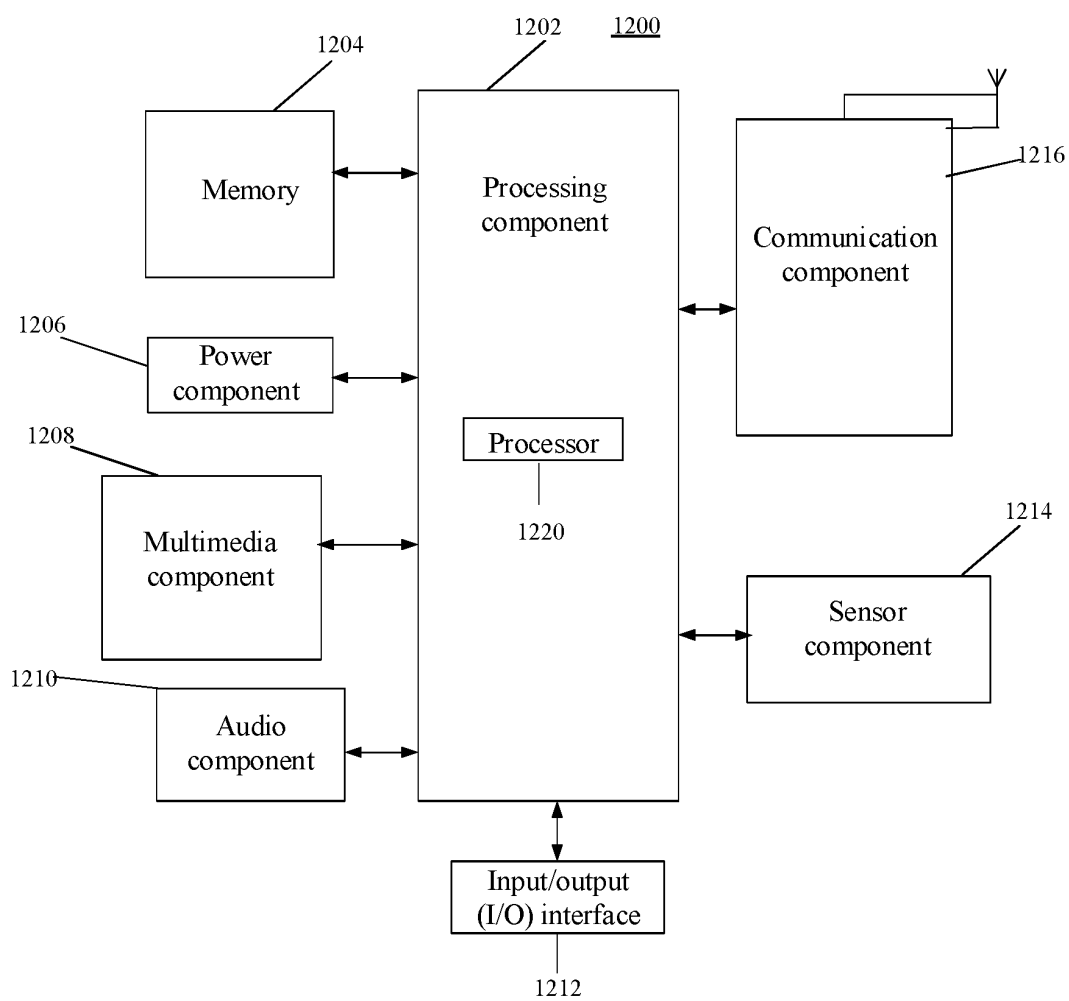 1202
1200
1204
Memory
Processing
component
1216
Communication
component
1206
Power
component
Processor
1220
1208
Multimedia
component
1214
Sensor
component
1210
Audio
component
Input/output
(I/O) interface
1212